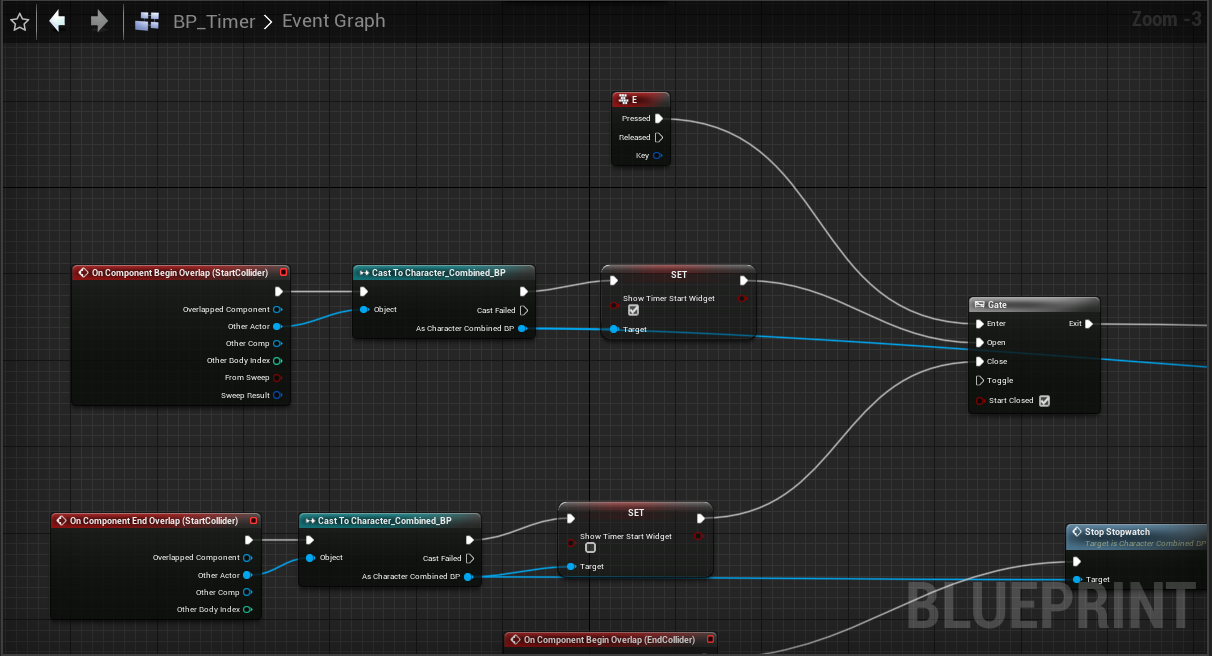 BP_Timer > Event Graph
Zoom -3
E
Pressed
Released
Key
On Component Begin Overlap (StartCollider)
Overlapped Component
Other Actor
Other Comp
Other Body Index
From Sweep
Sweep Result
Cast To Character_Combined_BP
Object
Cast Failed
As Character Combined BP
SET
Show Timer Start Widget
Target
Gate
Enter
Exit
Open
Close
Toggle
Start Closed
On Component End Overlap (StartCollider)
Overlapped Component
Other Actor
Other Comp
Other Body Index
Cast To Character_Combined_BP
Object
Cast Failed
As Character Combined BP
SET
Show Timer Start Widget
Target
Stop Stopwatch
Target is Character Combined BP
Target
BLUEPRINT
On Component Begin Overlap (EndCollider)